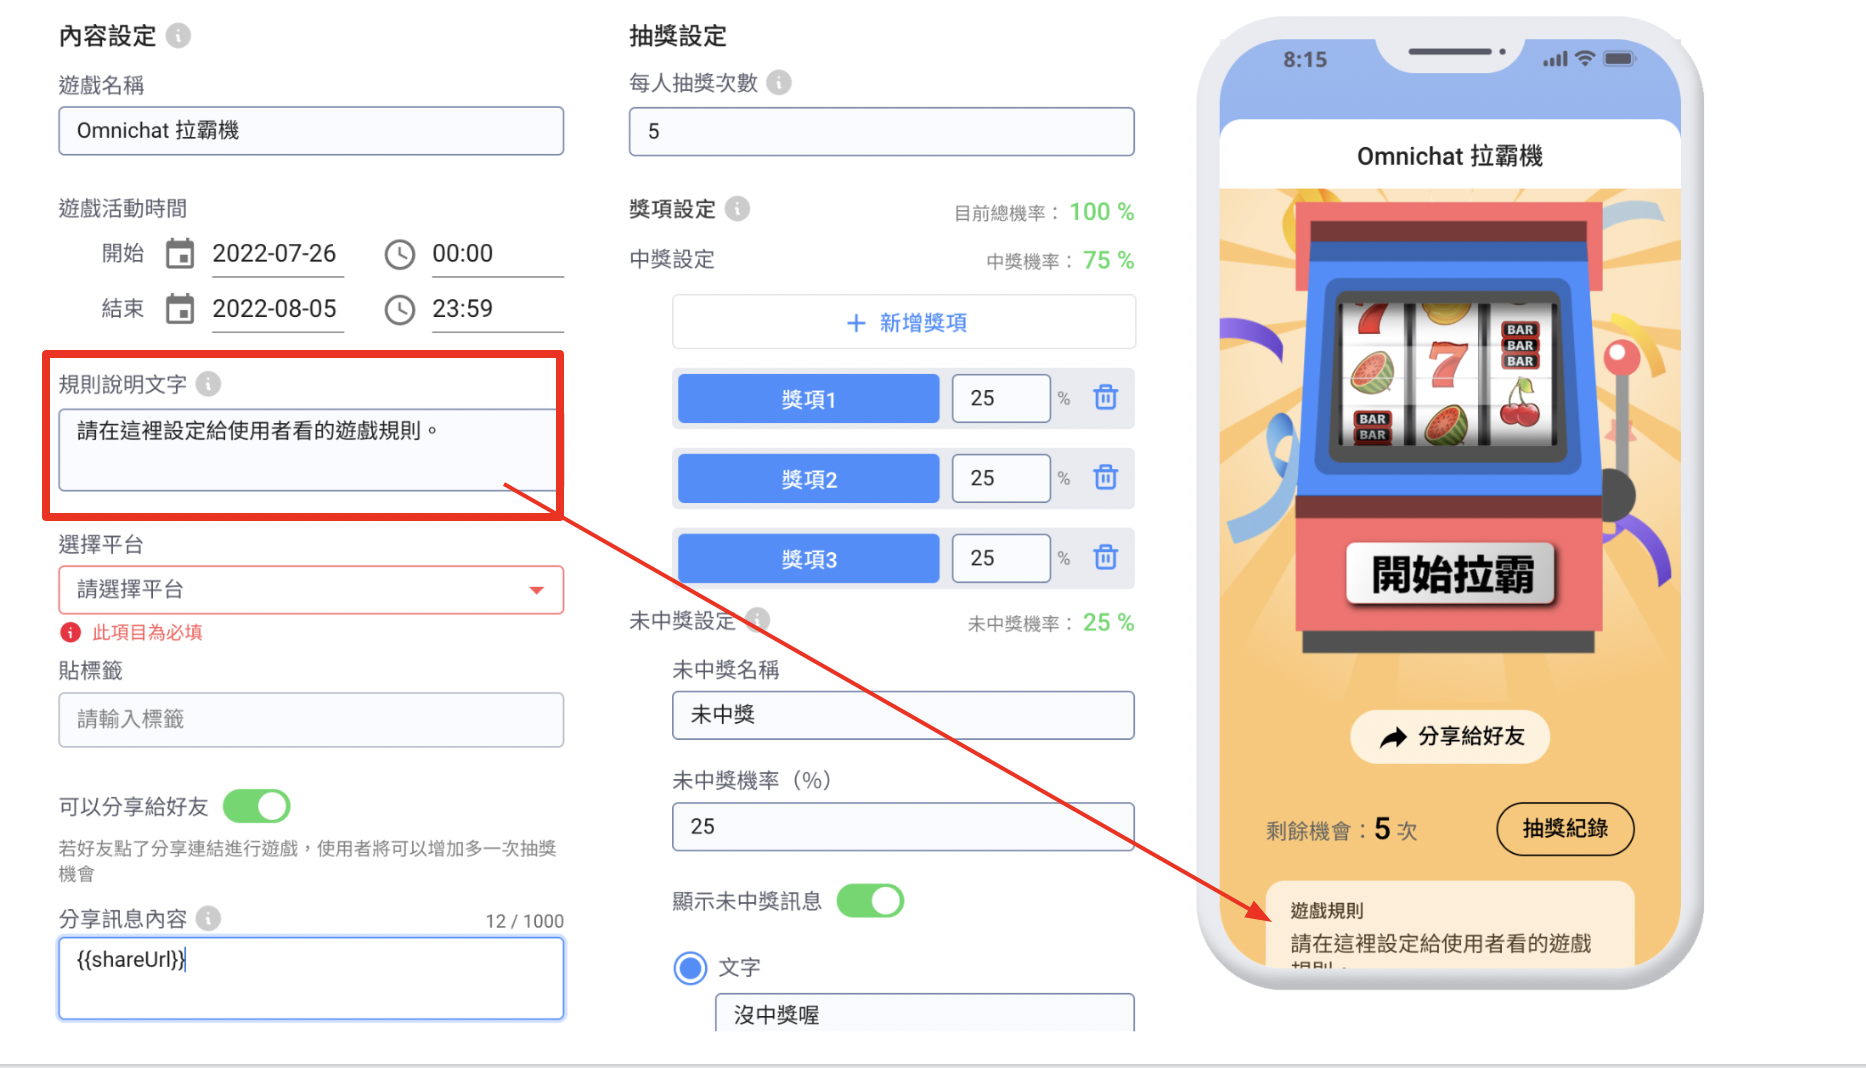 內容設定
遊戲名稱
Omnichat 拉霸機
遊戲活動時間
開始 2022-07-26 00:00
結束 2022-08-05 23:59
規則說明文字
請在這裡設定給使用者看的遊戲規則。
選擇平台
請選擇平台
此項目為必填
貼標籤
請輸入標籤
可以分享給好友
若好友點了分享連結進行遊戲，使用者將可以增加多一次抽獎
機會
分享訊息內容 12 / 1000
{{shareUrl}}
抽獎設定
每人抽獎次數
5
獎項設定 目前總機率： 100 %
中獎設定 中獎機率： 75 %
+ 新增獎項
獎項1 25 %
獎項2 25 %
獎項3 25 %
未中獎設定 未中獎機率： 25 %
未中獎名稱
未中獎
未中獎機率（%）
25
顯示未中獎訊息
文字
沒中獎喔
8:15
Omnichat 拉霸機
7
BAR
BAR
7
BAR
BAR
BAR
BAR
開始拉霸
分享給好友
剩餘機會：5 次
抽獎紀錄
遊戲規則
請在這裡設定給使用者看的遊戲
規則。